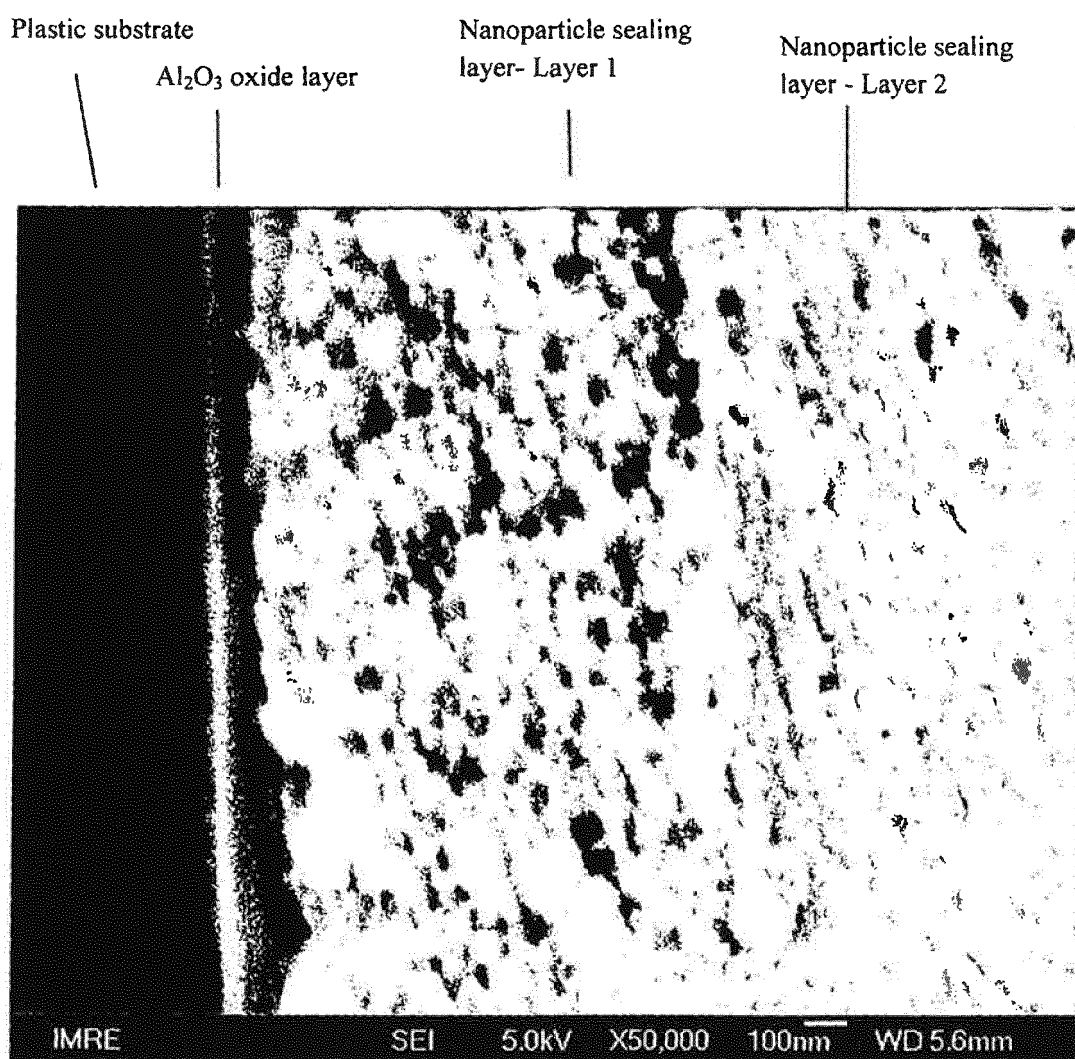 Plastic substrate
Al₂O₃ oxide layer
Nanoparticle sealing
layer- Layer 1
Nanoparticle sealing
layer - Layer 2
IMRE SEI 5.0kV X50,000 100nm WD 5.6mm